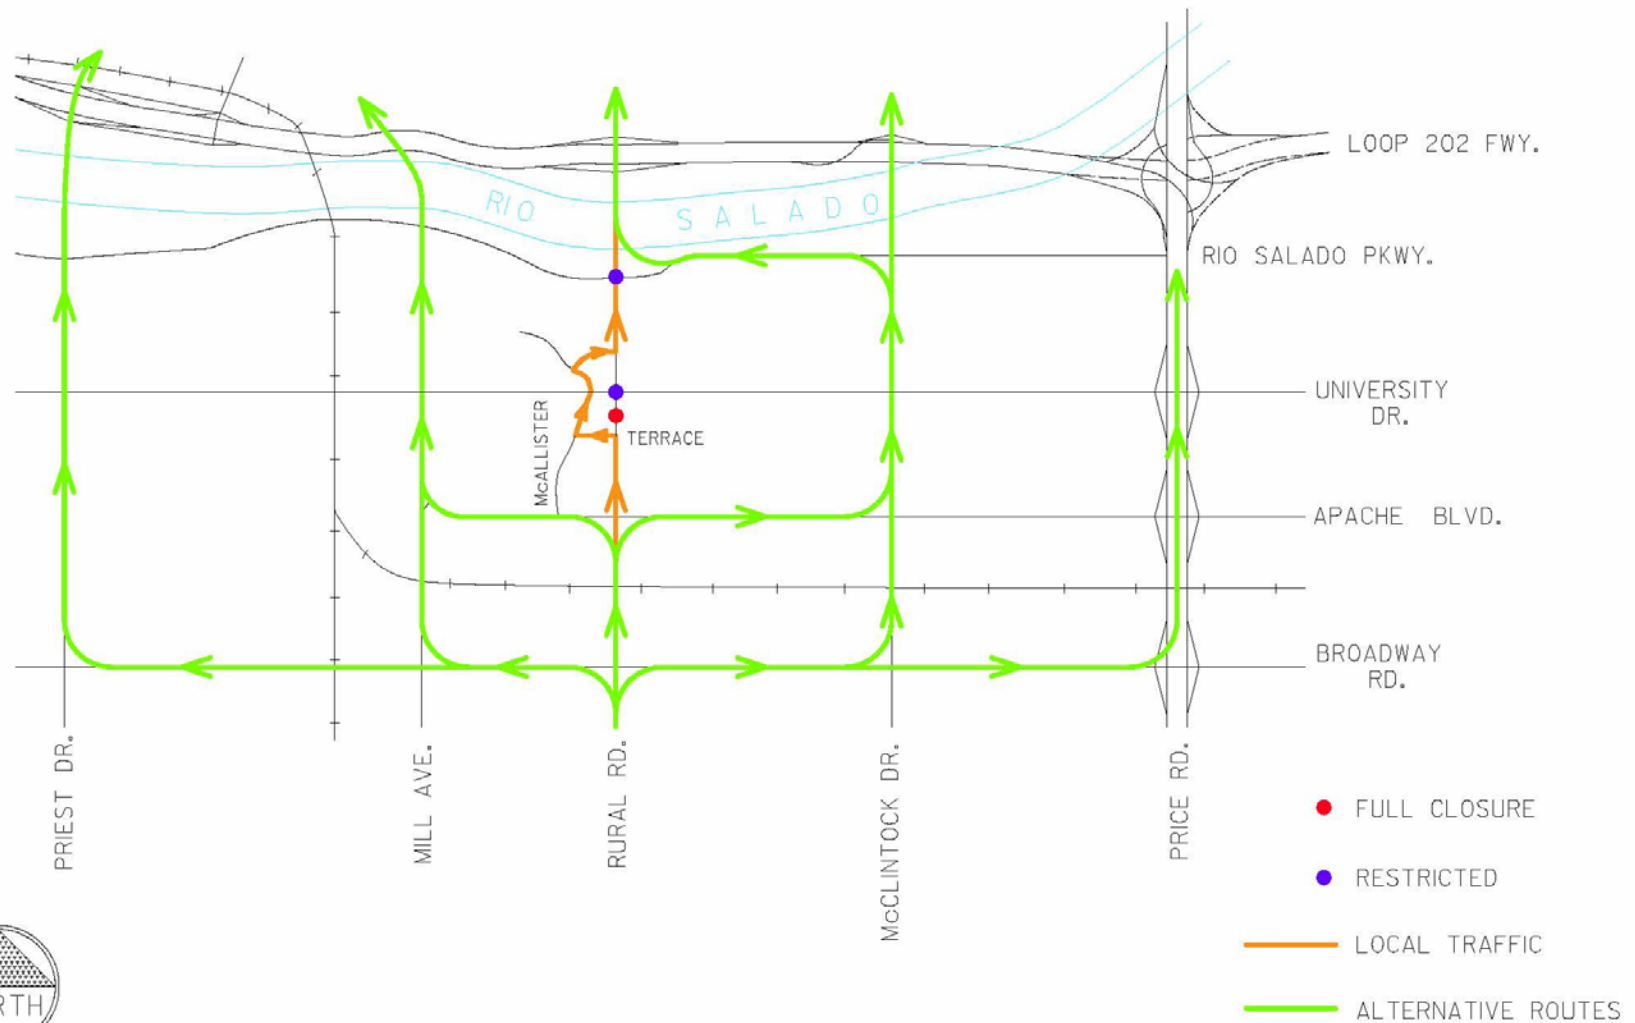 LOOP 202 FWY.
RIO SALADO
RIO SALADO PKWY.
UNIVERSITY
DR.
McALLISTER
TERRACE
APACHE BLVD.
BROADWAY
RD.
PRIEST DR.
MILL AVE.
RURAL RD.
McCLINTOCK DR.
PRICE RD.
FULL CLOSURE
RESTRICTED
LOCAL TRAFFIC
ALTERNATIVE ROUTES
RTH